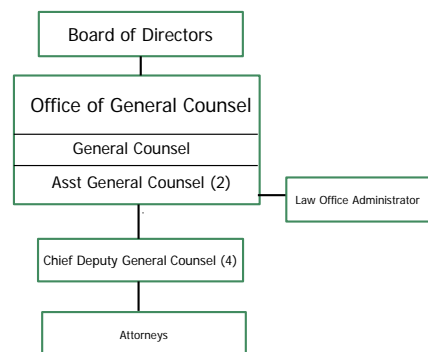 Board of Directors
Office of General Counsel
General Counsel
Asst General Counsel (2)
Law Office Administrator
Chief Deputy General Counsel (4)
Attorneys